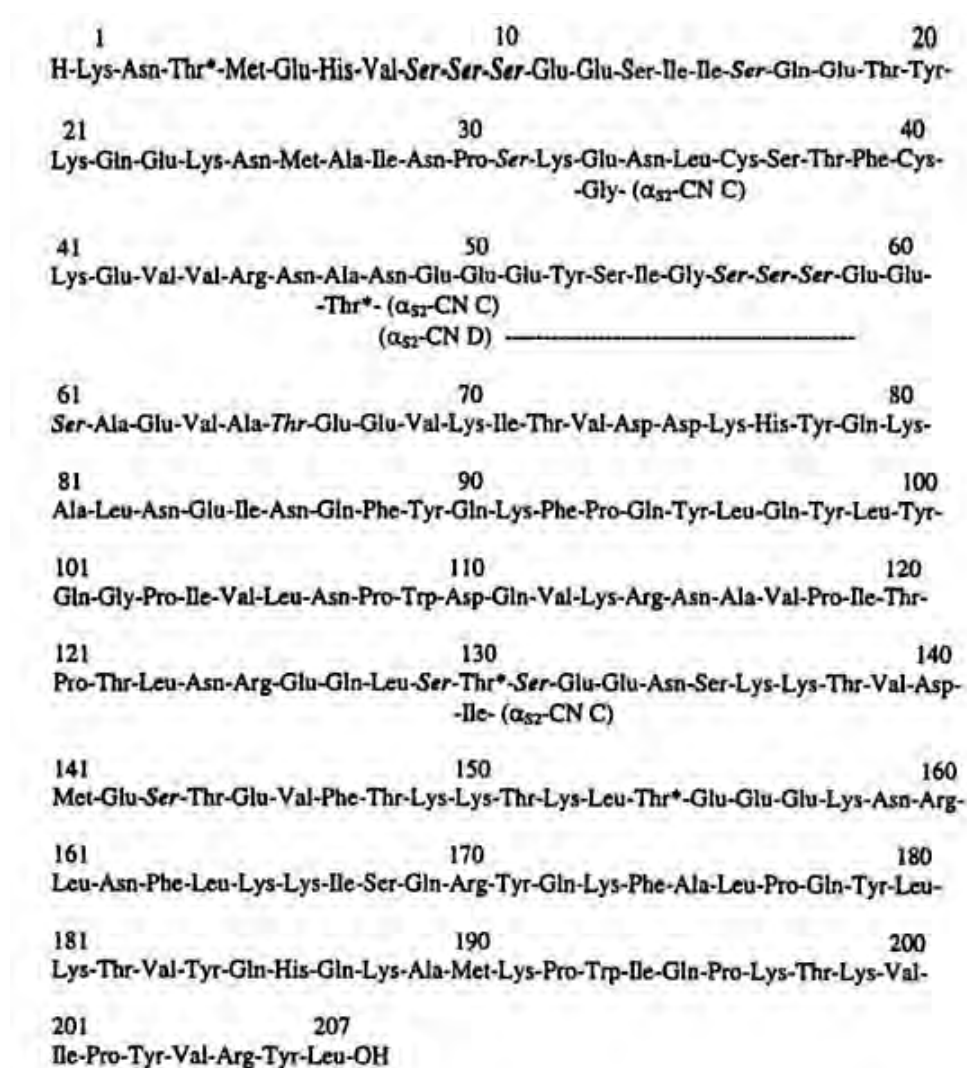 1 10 20
H-Lys-Asn-Thr*-Met-Glu-His-Val-Ser-Ser-Ser-Glu-Glu-Ser-Ile-Ile-Ser-Gln-Glu-Thr-Tyr-
21 30 40
Lys-Gln-Glu-Lys-Asn-Met-Ala-Ile-Asn-Pro-Ser-Lys-Glu-Asn-Leu-Cys-Ser-Thr-Phe-Cys-
-Gly- (αS2-CN C)
41 50 60
Lys-Glu-Val-Val-Arg-Asn-Ala-Asn-Glu-Glu-Glu-Tyr-Ser-Ile-Gly-Ser-Ser-Ser-Glu-Glu-
-Thr*- (αS2-CN C)
(αS2-CN D) ----------------------------------------
61 70 80
Ser-Ala-Glu-Val-Ala-Thr-Glu-Glu-Val-Lys-Ile-Thr-Val-Asp-Asp-Lys-His-Tyr-Gln-Lys-
81 90 100
Ala-Leu-Asn-Glu-Ile-Asn-Gln-Phe-Tyr-Gln-Lys-Phe-Pro-Gln-Tyr-Leu-Gln-Tyr-Leu-Tyr-
101 110 120
Gln-Gly-Pro-Ile-Val-Leu-Asn-Pro-Trp-Asp-Gln-Val-Lys-Arg-Asn-Ala-Val-Pro-Ile-Thr-
121 130 140
Pro-Thr-Leu-Asn-Arg-Glu-Gln-Leu-Ser-Thr*-Ser-Glu-Glu-Asn-Ser-Lys-Lys-Thr-Val-Asp-
-Ile- (αS2-CN C)
141 150 160
Met-Glu-Ser-Thr-Glu-Val-Phe-Thr-Lys-Lys-Thr-Lys-Leu-Thr*-Glu-Glu-Glu-Lys-Asn-Arg-
161 170 180
Leu-Asn-Phe-Leu-Lys-Lys-Ile-Ser-Gln-Arg-Tyr-Gln-Lys-Phe-Ala-Leu-Pro-Gln-Tyr-Leu-
181 190 200
Lys-Thr-Val-Tyr-Gln-His-Gln-Lys-Ala-Met-Lys-Pro-Trp-Ile-Gln-Pro-Lys-Thr-Lys-Val-
201 207
Ile-Pro-Tyr-Val-Arg-Tyr-Leu-OH